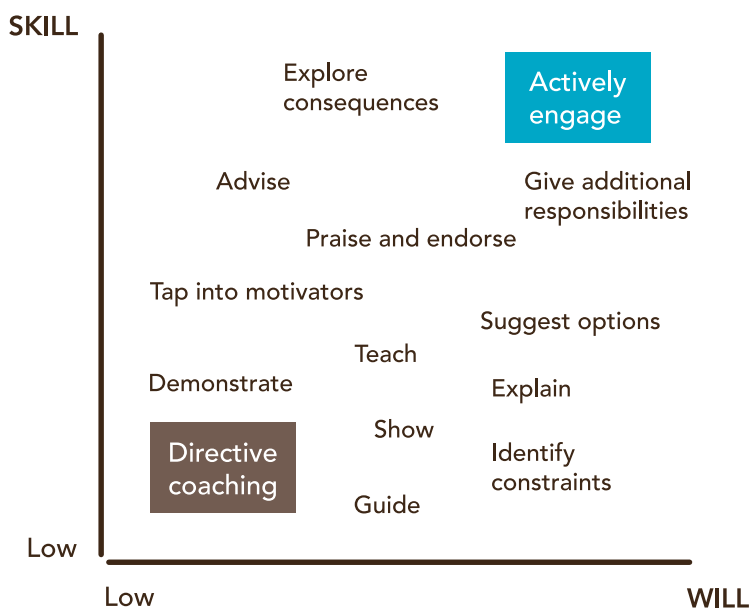 SKILL
Explore
consequences
Actively
engage
Advise
Give additional
responsibilities
Praise and endorse
Tap into motivators
Suggest options
Teach
Demonstrate
Explain
Show
Directive
coaching
Identify
constraints
Guide
Low
Low
WILL